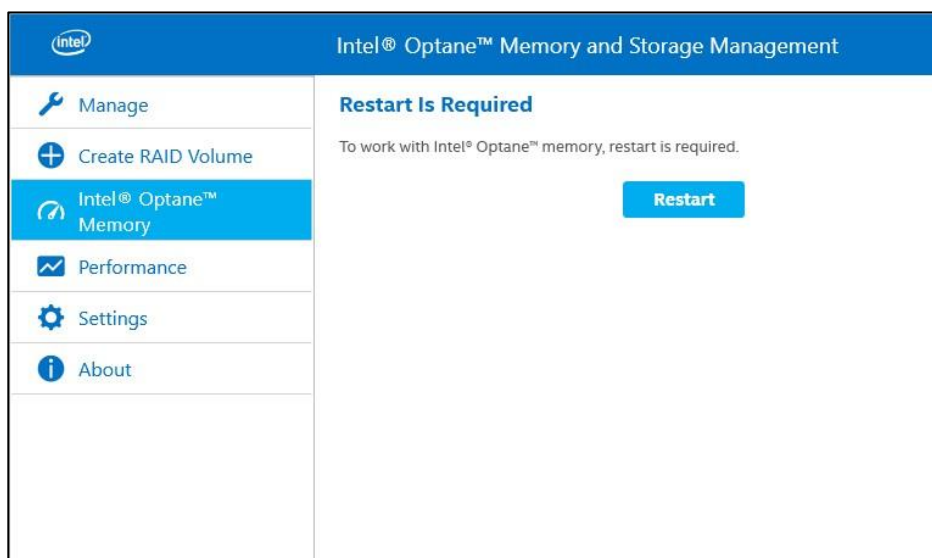 intel
Intel® Optane™ Memory and Storage Management
Manage
Create RAID Volume
Intel® Optane™
Memory
Performance
Settings
About
Restart Is Required
To work with Intel® Optane™ memory, restart is required.
Restart